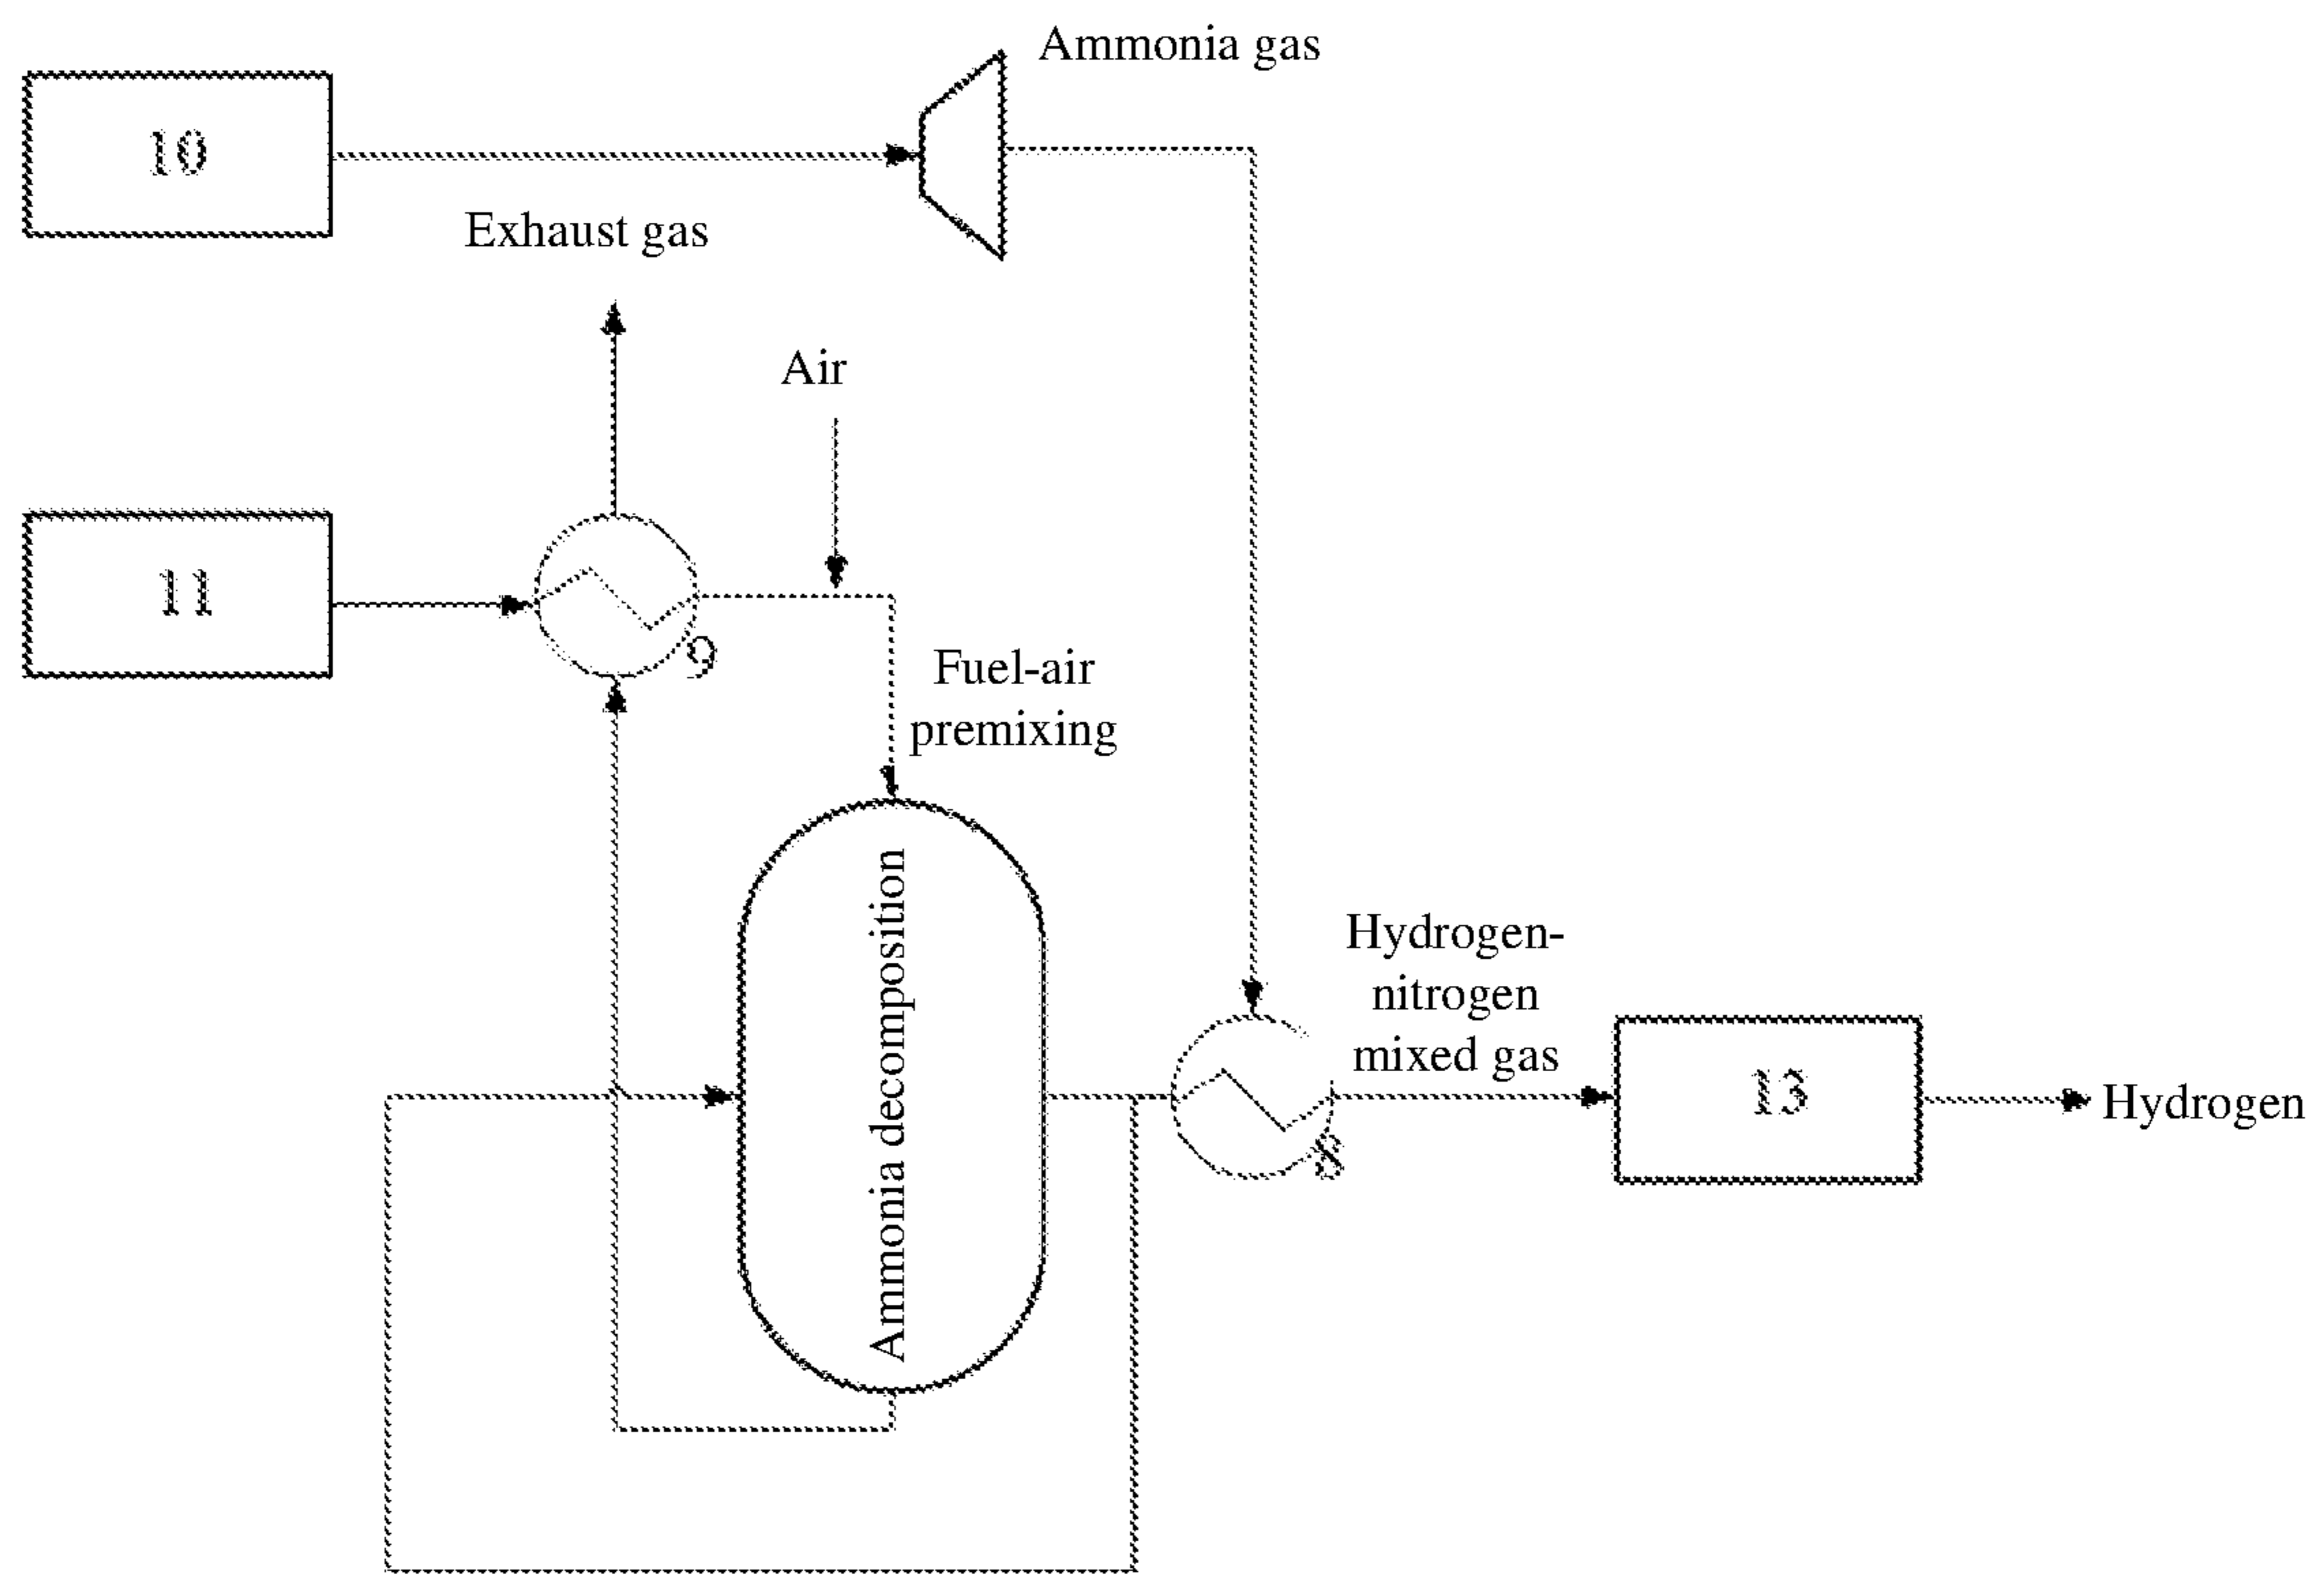 Ammonia gas
10
Exhaust gas
Air
11
9
Fuel-air
premixing
Ammonia decomposition
Hydrogen-
nitrogen
mixed gas
13
Hydrogen
8